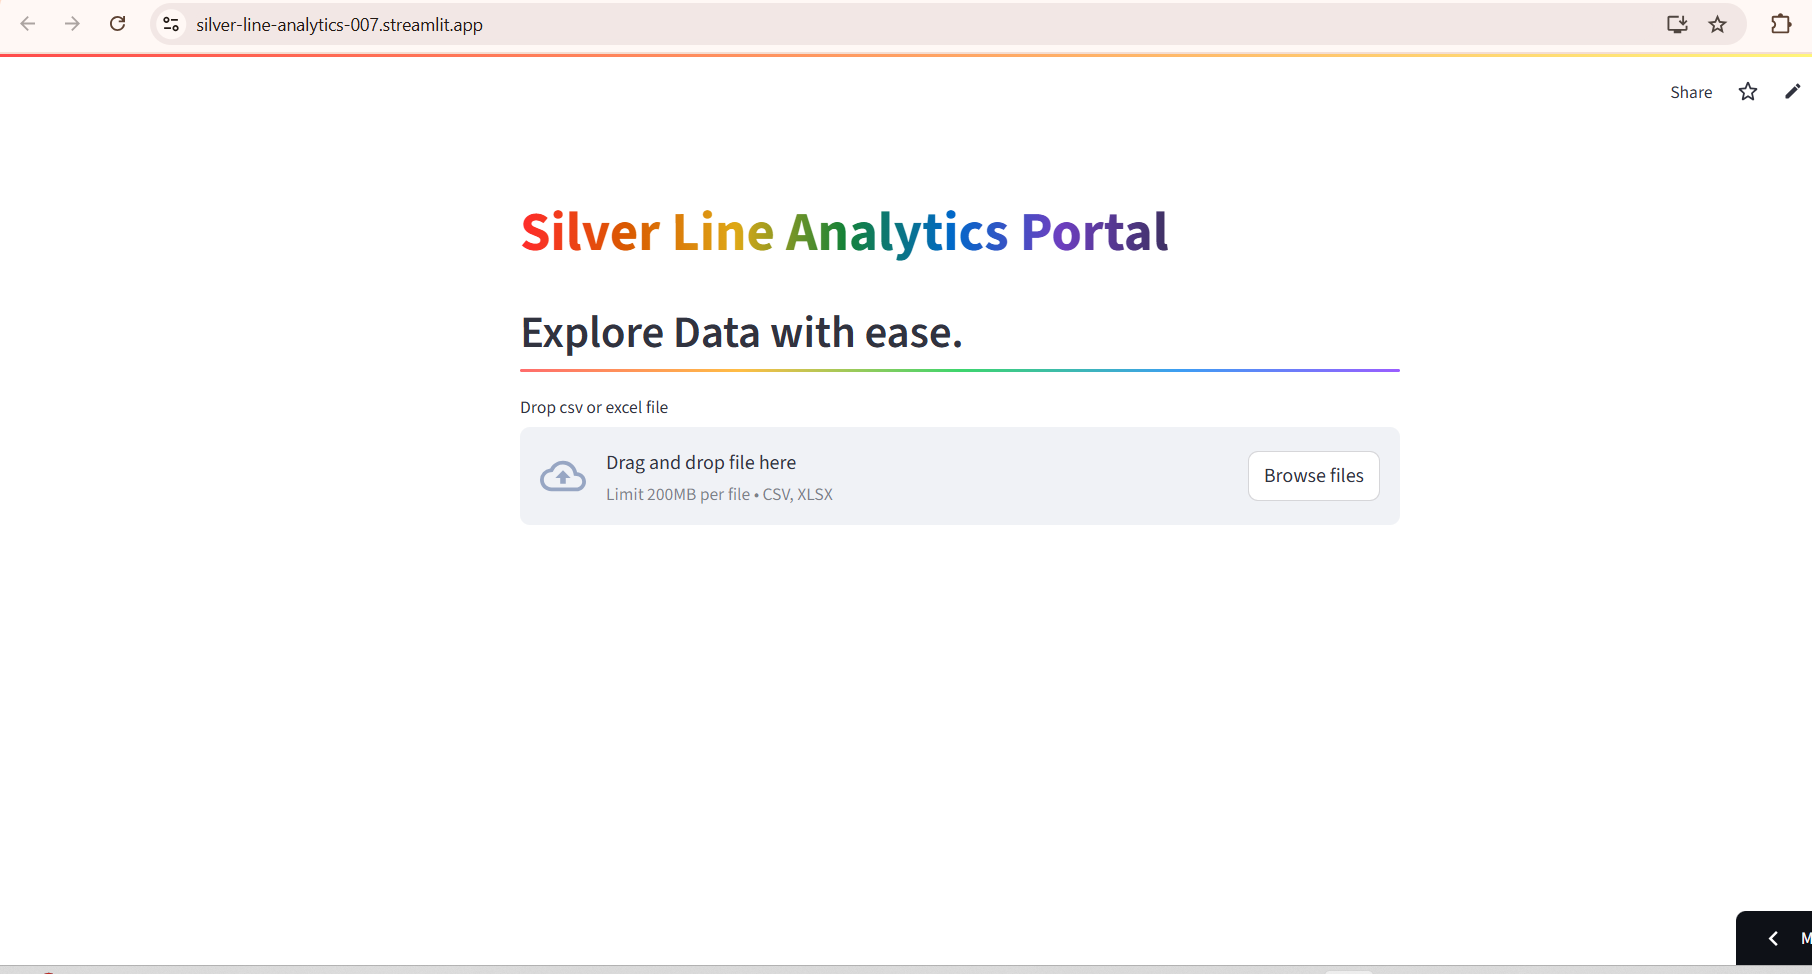 silver-line-analytics-007.streamlit.app
Share
Silver Line Analytics Portal
Explore Data with ease.
Drop csv or excel file
Drag and drop file here
Limit 200MB per file • CSV, XLSX
Browse files